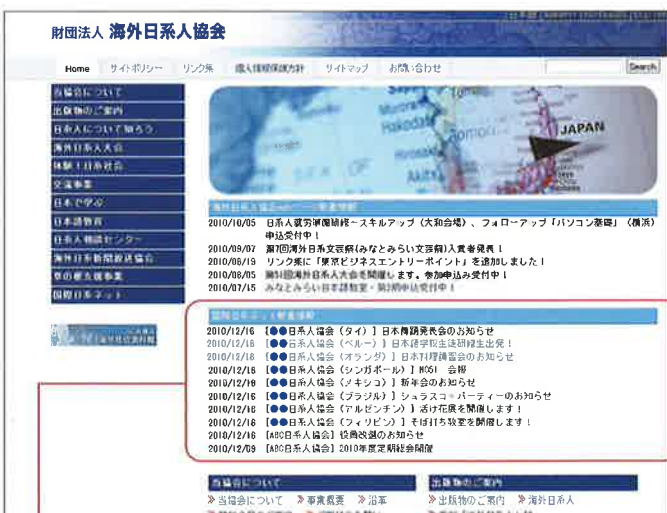 財団法人 海外日系人協会
Home サイトポリシー リンク集 個人情報保護方針 サイトマップ お問い合わせ
Search
当協会について
出版物のご案内
日系人について知ろう
海外日系人大会
体験!日系社会
交流事業
日本で学ぶ
日本語教育
日系人相談センター
海外日系新聞放送協会
草の根支援事業
国際日系ネット
JAPAN
Hakodate
Akita
2010/10/05 日系人就労準備研修~スキルアップ(大和会場)、フォローアップ「パソコン基礎」(横浜)
申込受付中!
2010/09/07 第7回海外日系文芸祭(みなとみらい文芸祭)入賞者発表!
2010/08/19 リンク集に「東京ビジネスエントリーポイント」を追加しました!
2010/08/05 第51回海外日系人大会を開催します。参加申込み受付中!
2010/07/15 みなとみらい日本語教室・第2期申込受付中!
国際日系ネット新着情報
2010/12/16 [●●日系人協会(タイ)]日本舞踊発表会のお知らせ
2010/12/16 [●●日系人協会(ペルー)]日本語学校生徒研修生出発!
2010/12/16 [●●日系人協会(オランダ)]日本料理講習会のお知らせ
2010/12/16 [●●日系人協会(シンガポール)]NO51 会報
2010/12/16 [●●日系人協会(メキシコ)]新年会のお知らせ
2010/12/16 [●●日系人協会(ブラジル)]シュラスコ・パーティーのお知らせ
2010/12/16 [●●日系人協会(アルゼンチン)]活け花展を開催します!
2010/12/16 [●●日系人協会(フィリピン)]そば打ち教室を開催します!
2010/12/16 [ABC日系人協会]役員改選のお知らせ
2010/12/09 [ABC日系人協会]2010年度定期総会開催
当協会について 出版物のご案内
≫当協会について ≫事業概要 ≫沿革 ≫出版物のご案内 ≫海外日系人